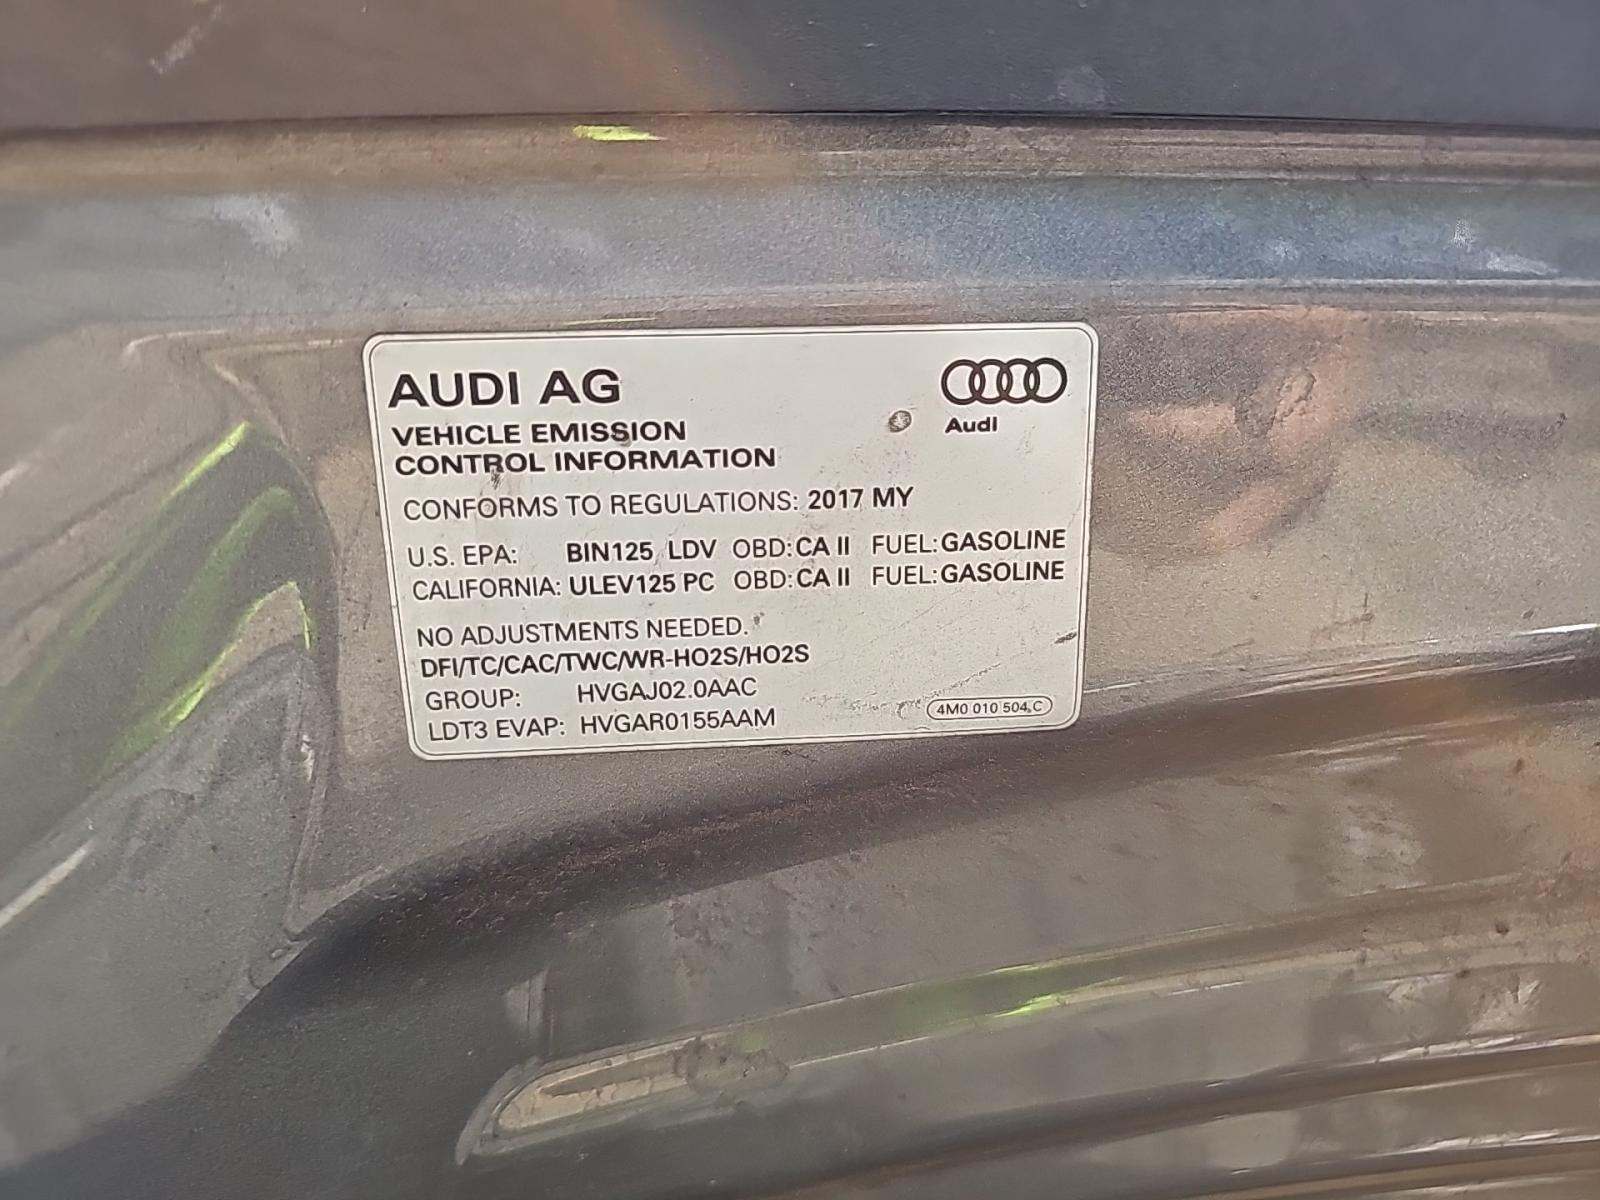 AUDI AG
Audi
VEHICLE EMISSION
CONTROL INFORMATION
CONFORMS TO REGULATIONS: 2017 MY
U.S. EPA: BIN125 LDV OBD:CA II FUEL:GASOLINE
CALIFORNIA: ULEV125 PC OBD:CA II FUEL:GASOLINE
NO ADJUSTMENTS NEEDED.
DFI/TC/CAC/TWC/WR-HO2S/HO2S
GROUP: HVGAJ02.0AAC
LDT3 EVAP: HVGAR0155AAM
4M0 010 504 C